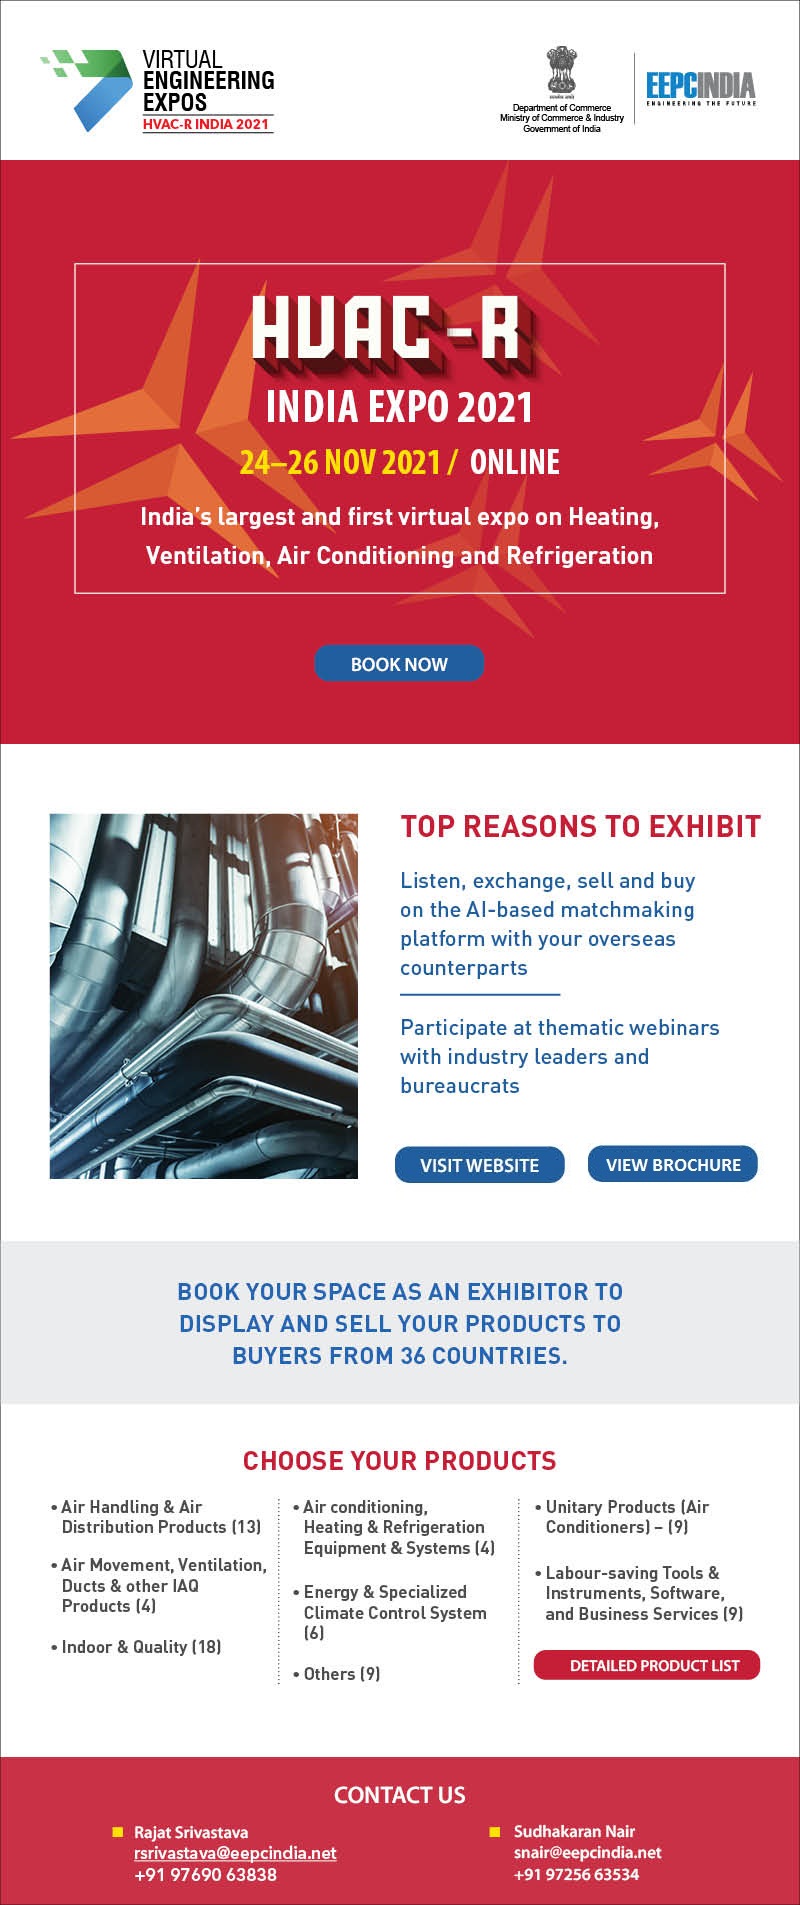 VIRTUAL
ENGINEERING
EXPOS
HVAC-R INDIA 2021
Department of Commerce
Ministry of Commerce & Industry
Government of India
EEPCINDIA
ENGINEERING THE FUTURE
HVAC-R
INDIA EXPO 2021
24–26 NOV 2021 / ONLINE
India's largest and first virtual expo on Heating,
Ventilation, Air Conditioning and Refrigeration
BOOK NOW
TOP REASONS TO EXHIBIT
Listen, exchange, sell and buy
on the AI-based matchmaking
platform with your overseas
counterparts
Participate at thematic webinars
with industry leaders and
bureaucrats
VISIT WEBSITE
VIEW BROCHURE
BOOK YOUR SPACE AS AN EXHIBITOR TO
DISPLAY AND SELL YOUR PRODUCTS TO
BUYERS FROM 36 COUNTRIES.
CHOOSE YOUR PRODUCTS
• Air Handling & Air
Distribution Products (13)
• Air Movement, Ventilation,
Ducts & other IAQ
Products (4)
• Indoor & Quality (18)
• Air conditioning,
Heating & Refrigeration
Equipment & Systems (4)
• Energy & Specialized
Climate Control System
(6)
• Others (9)
• Unitary Products (Air
Conditioners) – (9)
• Labour-saving Tools &
Instruments, Software,
and Business Services (9)
DETAILED PRODUCT LIST
CONTACT US
Rajat Srivastava
rsrivastava@eepcindia.net
+91 97690 63838
Sudhakaran Nair
snair@eepcindia.net
+91 97256 63534